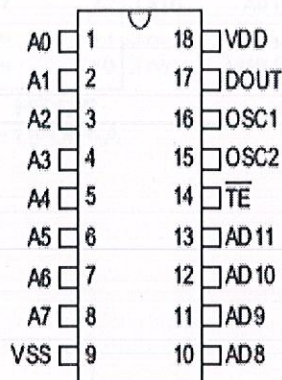 A0 1 18 VDD
A1 2 17 DOUT
A2 3 16 OSC1
A3 4 15 OSC2
A4 5 14 TE
A5 6 13 AD11
A6 7 12 AD10
A7 8 11 AD9
VSS 9 10 AD8